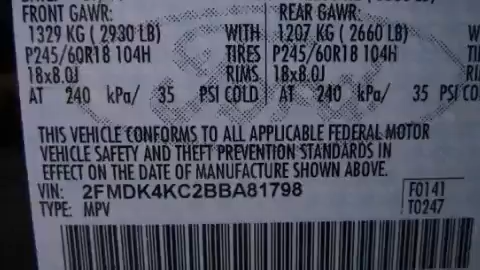 FRONT GAWR: REAR GAWR:
1329 KG ( 2930 LB) WITH 1207 KG ( 2660 LB)
P245/60R18 104H TIRES P245/60R18 104H
18x8.0J RIMS 18x8.0J
AT 240 kPa/ 35 PSI COLD AT 240 kPa/ 35 PSI
THIS VEHICLE CONFORMS TO ALL APPLICABLE FEDERAL MOTOR
VEHICLE SAFETY AND THEFT PREVENTION STANDARDS IN
EFFECT ON THE DATE OF MANUFACTURE SHOWN ABOVE.
VIN: 2FMDK4KC2BBA81798 F0141
TYPE: MPV T0247